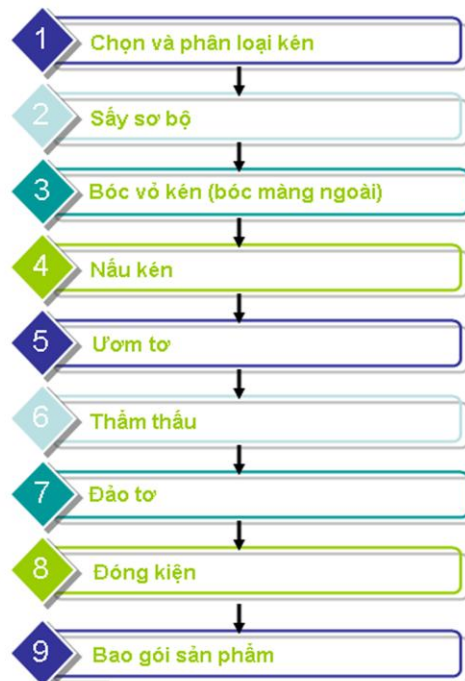 1 Chọn và phân loại kén
2 Sấy sơ bộ
3 Bóc vỏ kén (bóc màng ngoài)
4 Nấu kén
5 Ươm tơ
6 Thẩm thấu
7 Đảo tơ
8 Đóng kiện
9 Bao gói sản phẩm